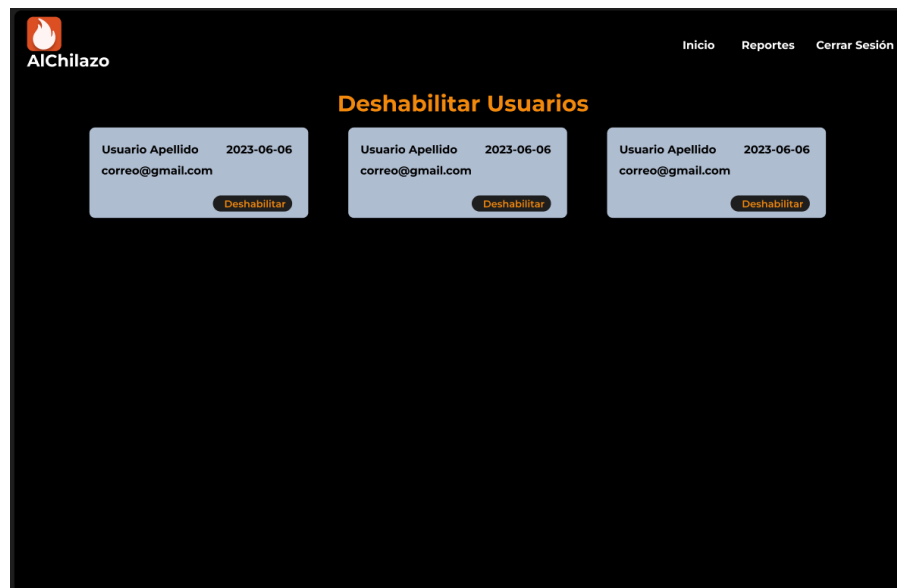 AlChilazo
Inicio Reportes Cerrar Sesión
Deshabilitar Usuarios
Usuario Apellido 2023-06-06
correo@gmail.com
Deshabilitar
Usuario Apellido 2023-06-06
correo@gmail.com
Deshabilitar
Usuario Apellido 2023-06-06
correo@gmail.com
Deshabilitar